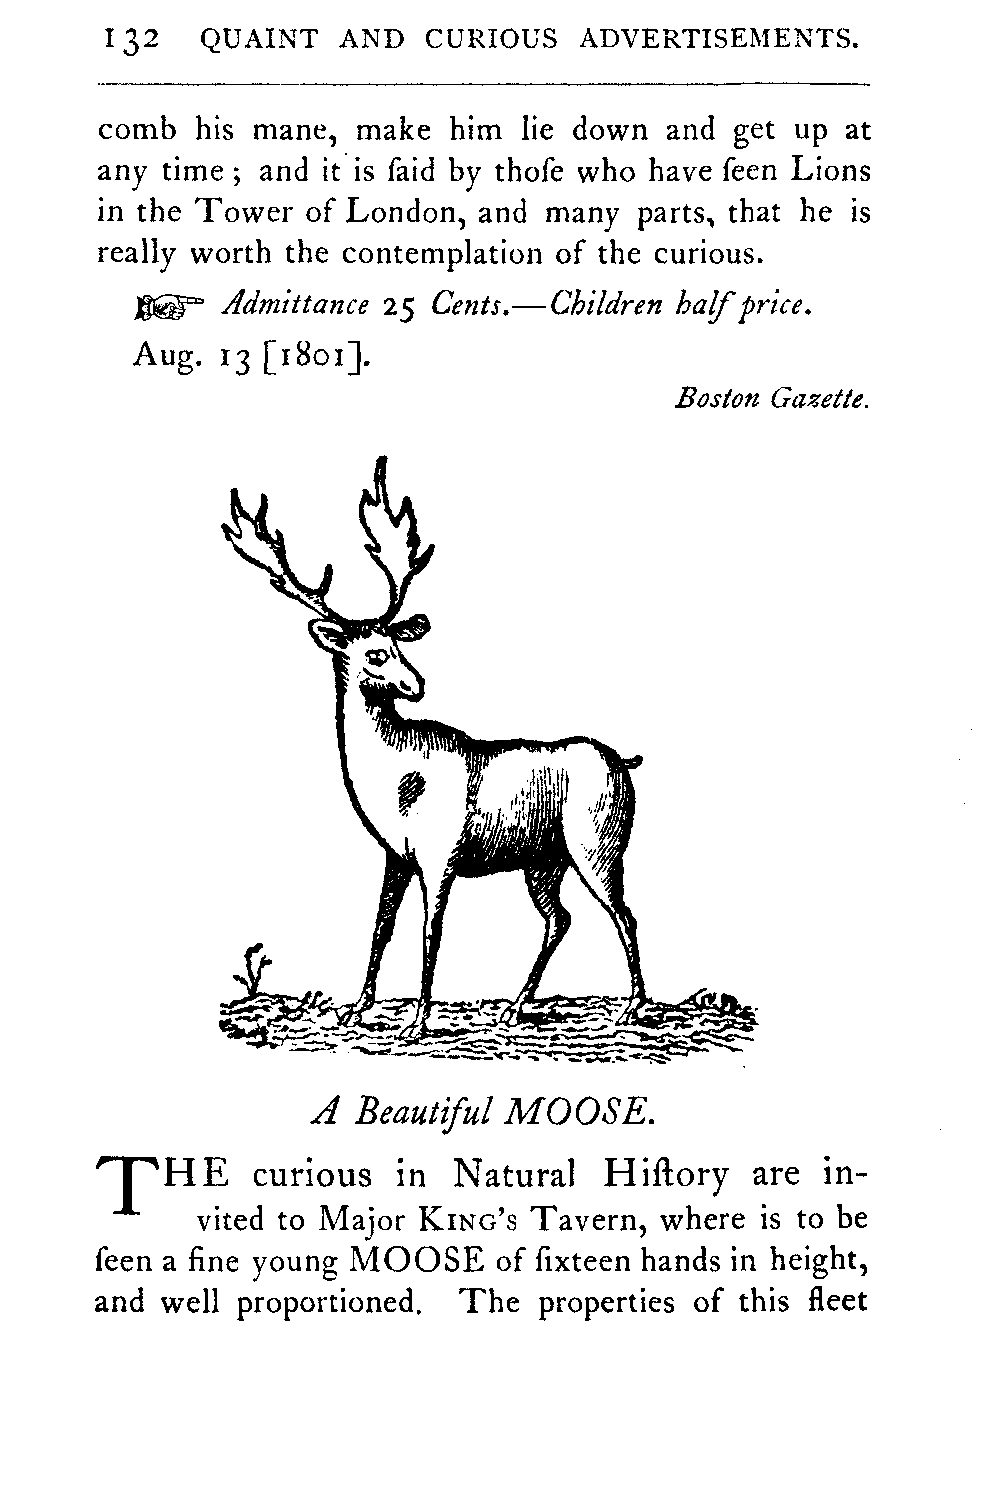 132 QUAINT AND CURIOUS ADVERTISEMENTS.
comb his mane, make him lie down and get up at
any time ; and it is ſaid by thoſe who have ſeen Lions
in the Tower of London, and many parts, that he is
really worth the contemplation of the curious.
☞ Admittance 25 Cents.—Children half price.
Aug. 13 [1801].
Boston Gazette.
A Beautiful MOOSE.
THE curious in Natural Hiſtory are in-
vited to Major KING'S Tavern, where is to be
ſeen a fine young MOOSE of ſixteen hands in height,
and well proportioned. The properties of this fleet